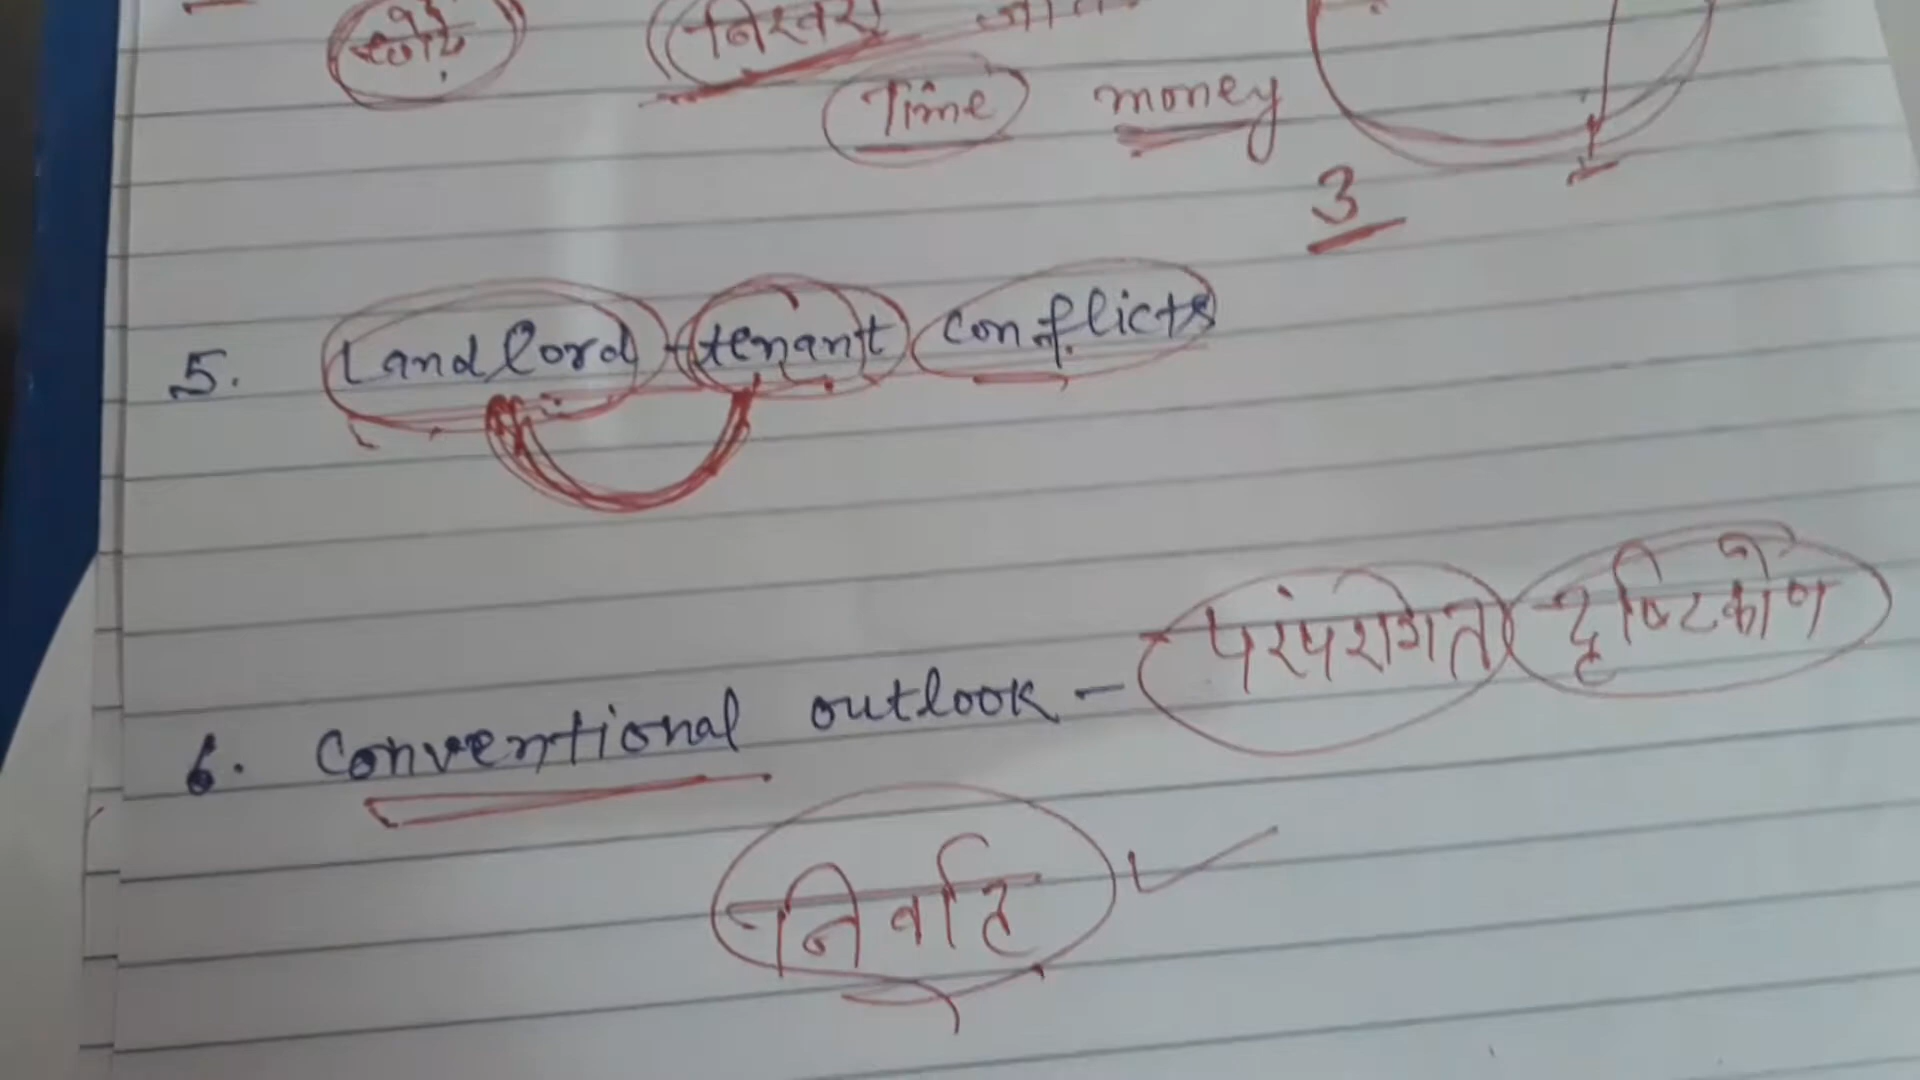 Time money
3
5. Landlord-tenant conflicts
6. Conventional outlook - परंपरागत दृष्टिकोण
निर्वाह